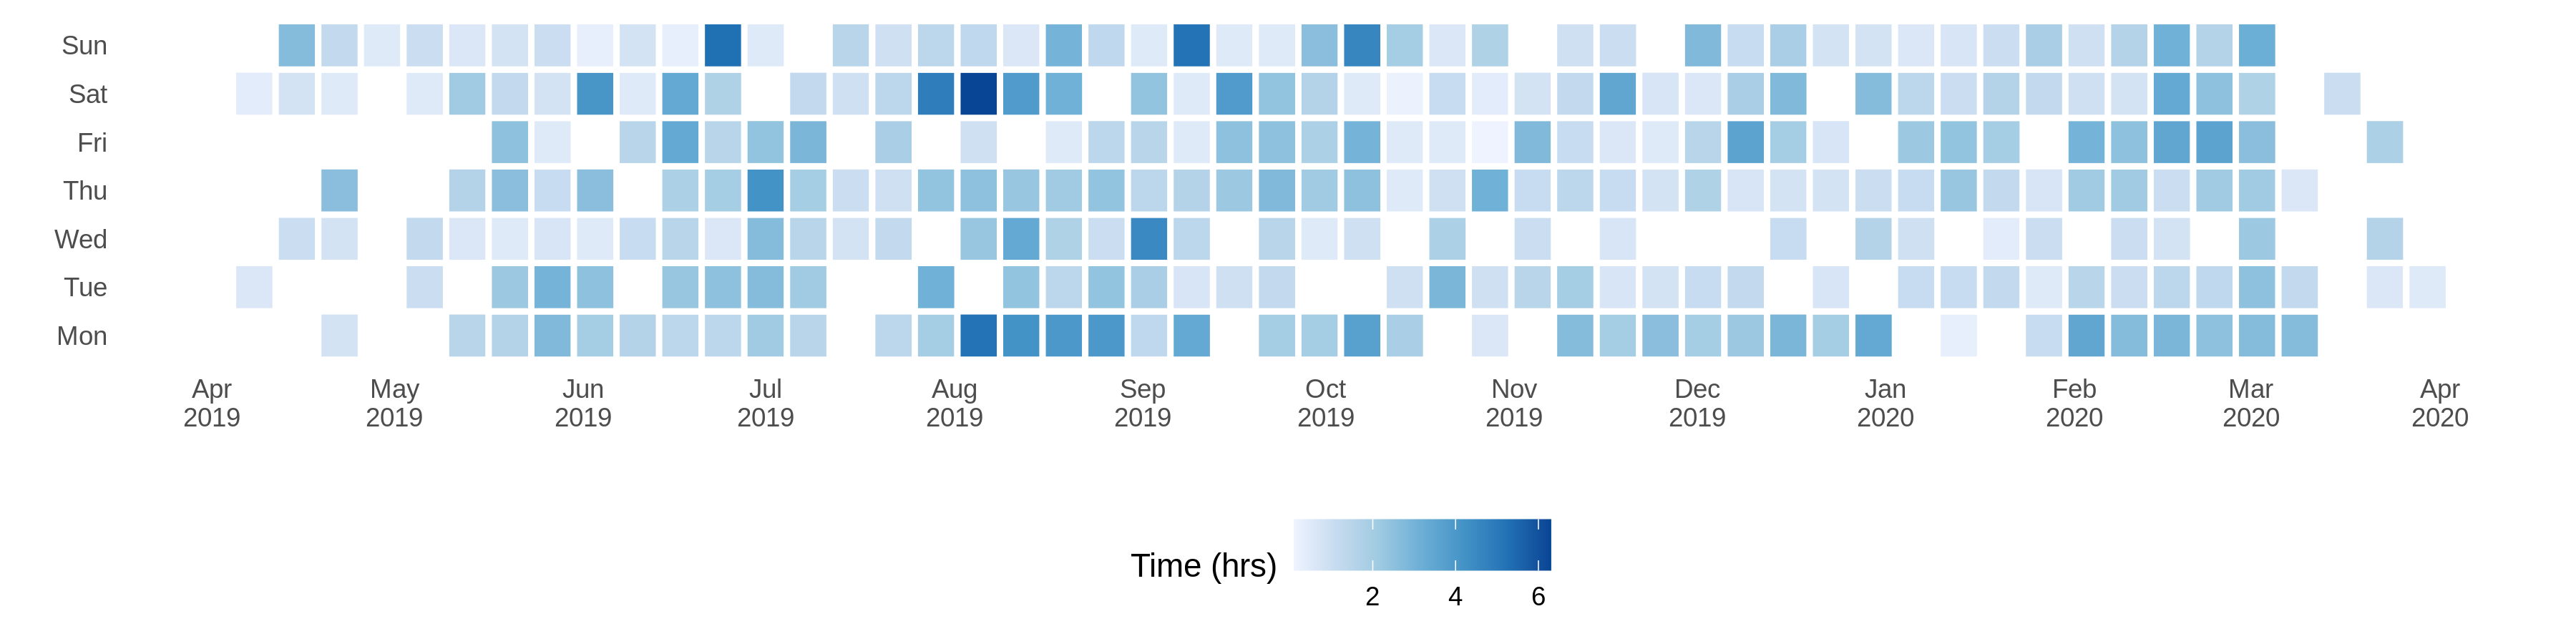 Sun
Sat
Fri
Thu
Wed
Tue
Mon
Apr May Jun Jul Aug Sep Oct Nov Dec Jan Feb Mar Apr
2019 2019 2019 2019 2019 2019 2019 2019 2019 2020 2020 2020 2020
Time (hrs)
2 4 6